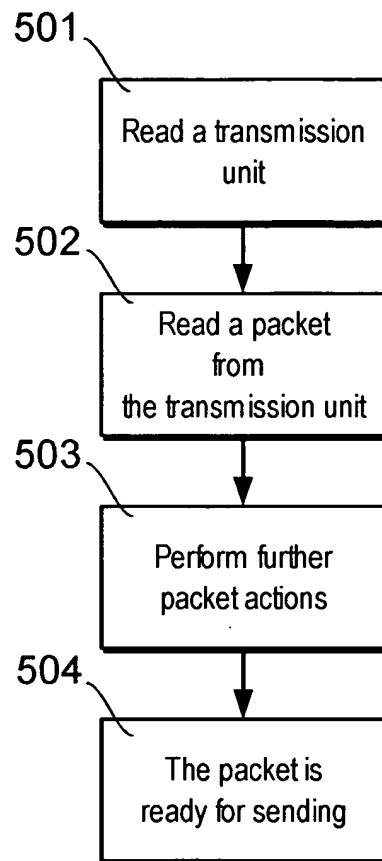 501
Read a transmission
unit
502
Read a packet
from
the transmission unit
503
Perform further
packet actions
504
The packet is
ready for sending